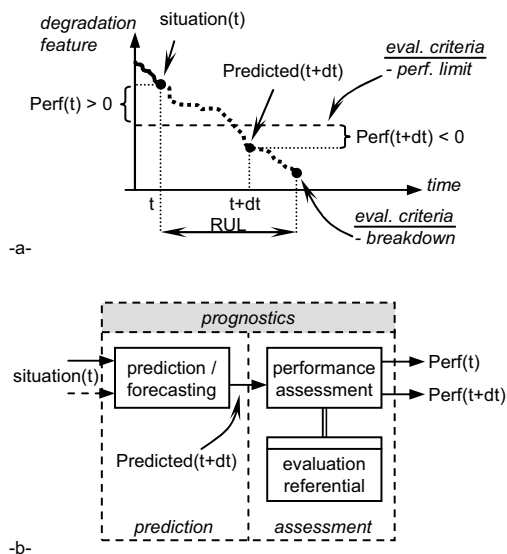 degradation
feature
situation(t)
Predicted(t+dt)
eval. criteria
- perf. limit
Perf(t) > 0
Perf(t+dt) < 0
time
t
t+dt
RUL
eval. criteria
- breakdown
-a-
prognostics
situation(t)
prediction /
forecasting
performance
assessment
Perf(t)
Perf(t+dt)
Predicted(t+dt)
evaluation
referential
prediction
assessment
-b-